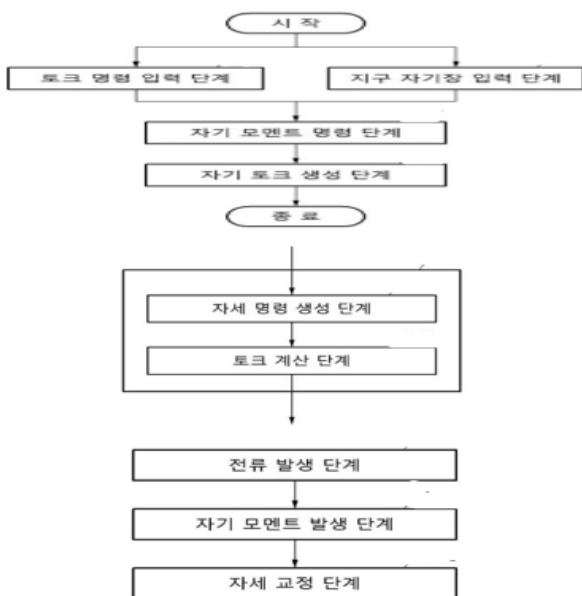 시 작
토크 명령 입력 단계
지구 자기장 입력 단계
자기 모멘트 명령 단계
자기 토크 생성 단계
종 료
자세 명령 생성 단계
토크 계산 단계
전류 발생 단계
자기 모멘트 발생 단계
자세 교정 단계